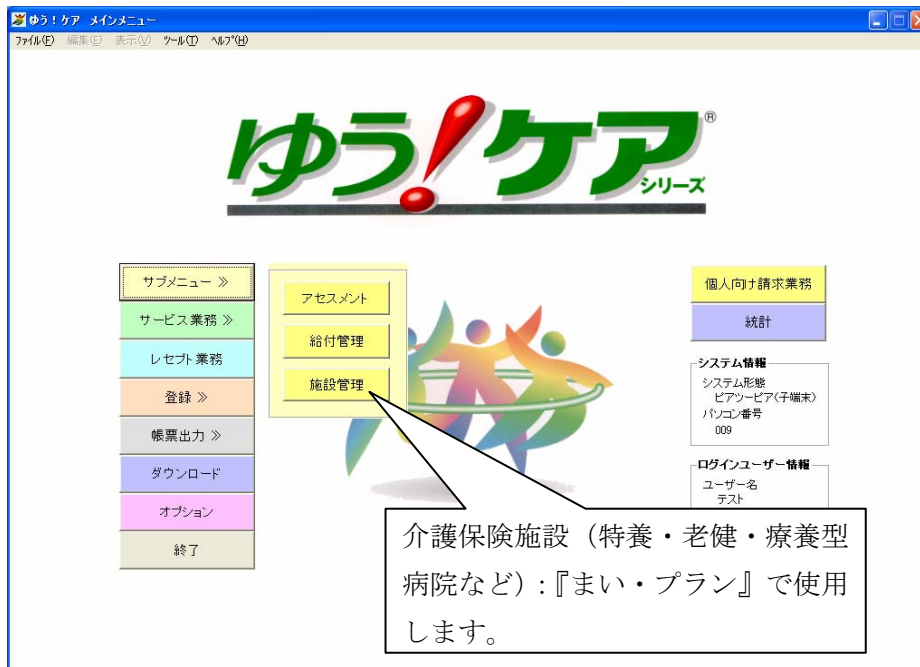 ゆう！ケア メインメニュー
ファイル(F) 編集(E) 表示(V) ツール(T) ヘルプ(H)
ゆう！ケア®
シリーズ
サブメニュー ≫
サービス業務 ≫
レセプト業務
登録 ≫
帳票出力 ≫
ダウンロード
オプション
終了
アセスメント
給付管理
施設管理
個人向け請求業務
統計
システム情報
システム形態
ピアツーピア(子端末)
パソコン番号
009
ログインユーザー情報
ユーザー名
テスト
介護保険施設（特養・老健・療養型
病院など）:『まい・プラン』で使用
します。